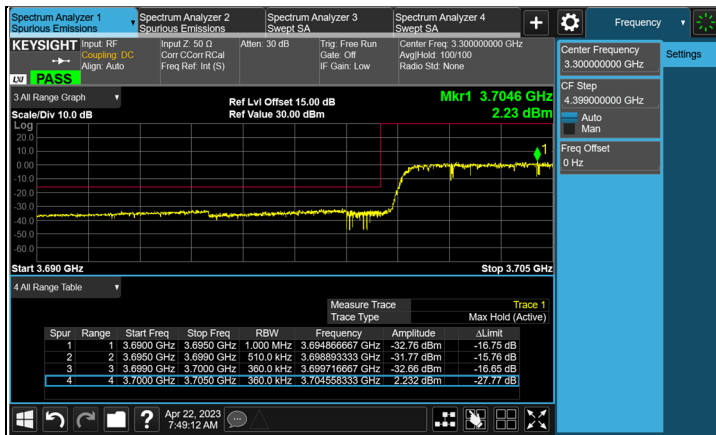 Spectrum Analyzer 1
Spurious Emissions
Spectrum Analyzer 2
Spurious Emissions
Spectrum Analyzer 3
Swept SA
Spectrum Analyzer 4
Swept SA
+
Frequency
KEYSIGHT
LXI
PASS
Input: RF
Coupling: DC
Align: Auto
Input Z: 50 Ω
Corr CCorr RCal
Freq Ref: Int (S)
Atten: 30 dB
Trig: Free Run
Gate: Off
IF Gain: Low
Center Freq: 3.300000000 GHz
Avg|Hold: 100/100
Radio Std: None
Center Frequency
3.300000000 GHz
Settings
CF Step
4.399000000 GHz
Auto
Man
Freq Offset
0 Hz
3 All Range Graph
Scale/Div 10.0 dB
Ref Lvl Offset 15.00 dB
Ref Value 30.00 dBm
Mkr1 3.7046 GHz
2.23 dBm
Log
20.0
10.0
0.00
-10.0
-20.0
-30.0
-40.0
-50.0
-60.0
1
Start 3.690 GHz
Stop 3.705 GHz
4 All Range Table
Measure Trace Trace 1
Trace Type Max Hold (Active)
Spur Range Start Freq Stop Freq RBW Frequency Amplitude ΔLimit
1 1 3.6900 GHz 3.6950 GHz 1.000 MHz 3.694866667 GHz -32.76 dBm -16.75 dB
2 2 3.6950 GHz 3.6990 GHz 510.0 kHz 3.698893333 GHz -31.77 dBm -15.76 dB
3 3 3.6990 GHz 3.7000 GHz 360.0 kHz 3.699716667 GHz -32.66 dBm -16.65 dB
4 4 3.7000 GHz 3.7050 GHz 360.0 kHz 3.704558333 GHz 2.232 dBm -27.77 dB
?
Apr 22, 2023
7:49:12 AM